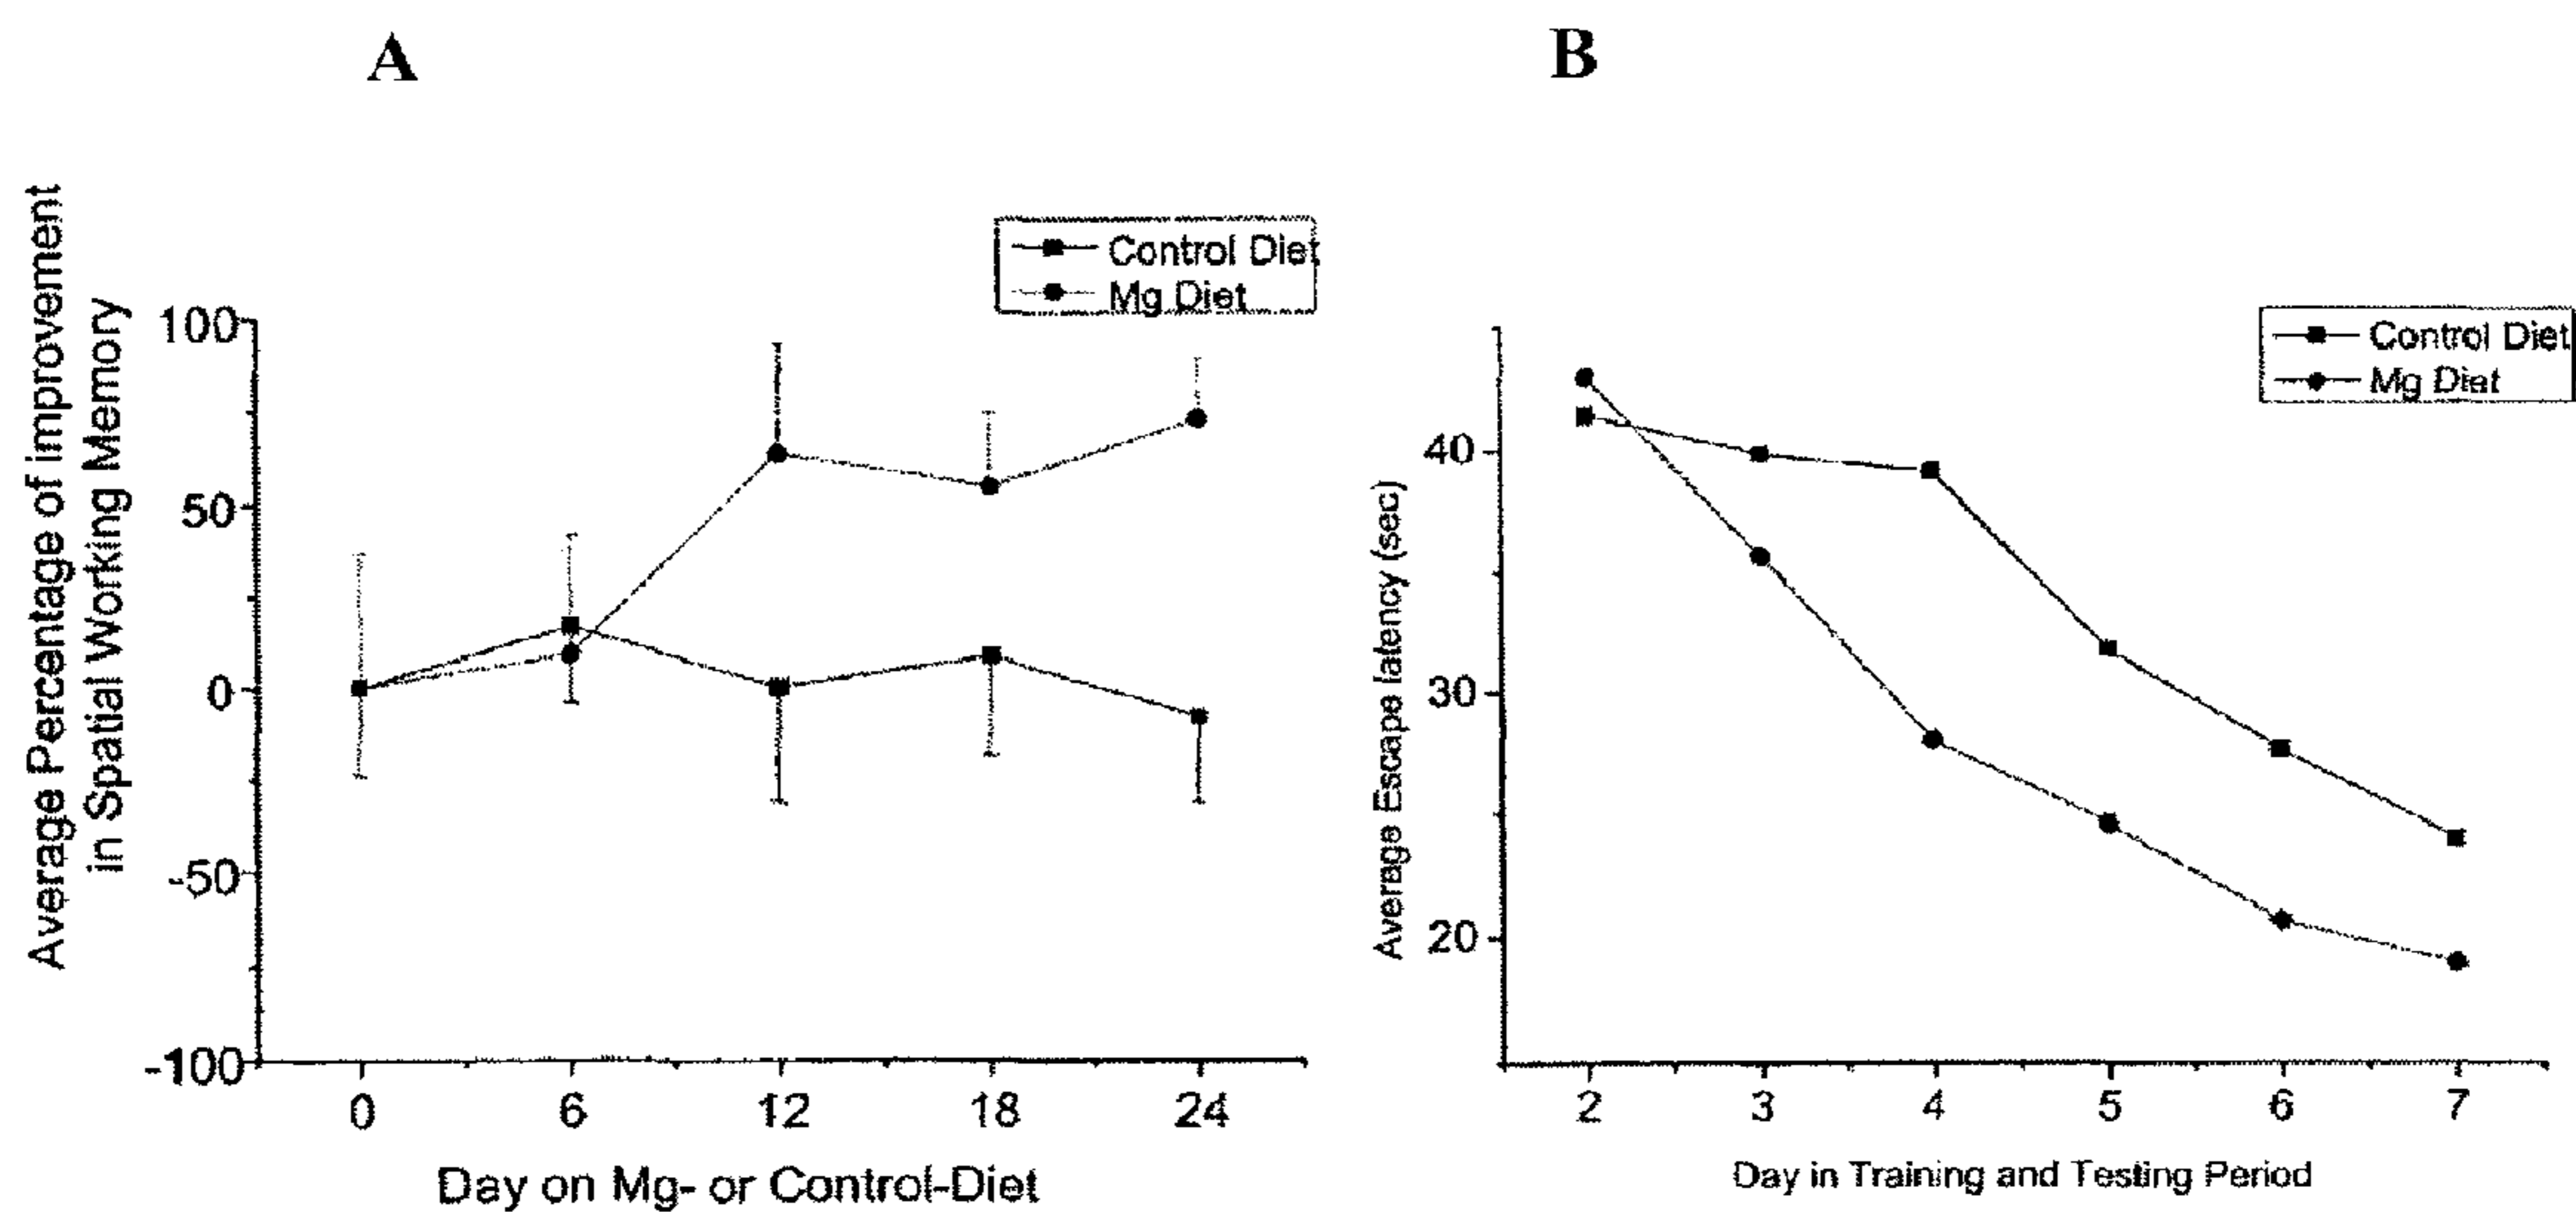 A
Average Percentage of improvement
in Spatial Working Memory
Control Diet
Mg Diet
100
50
0
-50
-100
0 6 12 18 24
Day on Mg- or Control-Diet
B
Average Escape latency (sec)
Control Diet
Mg Diet
40
30
20
2 3 4 5 6 7
Day in Training and Testing Period